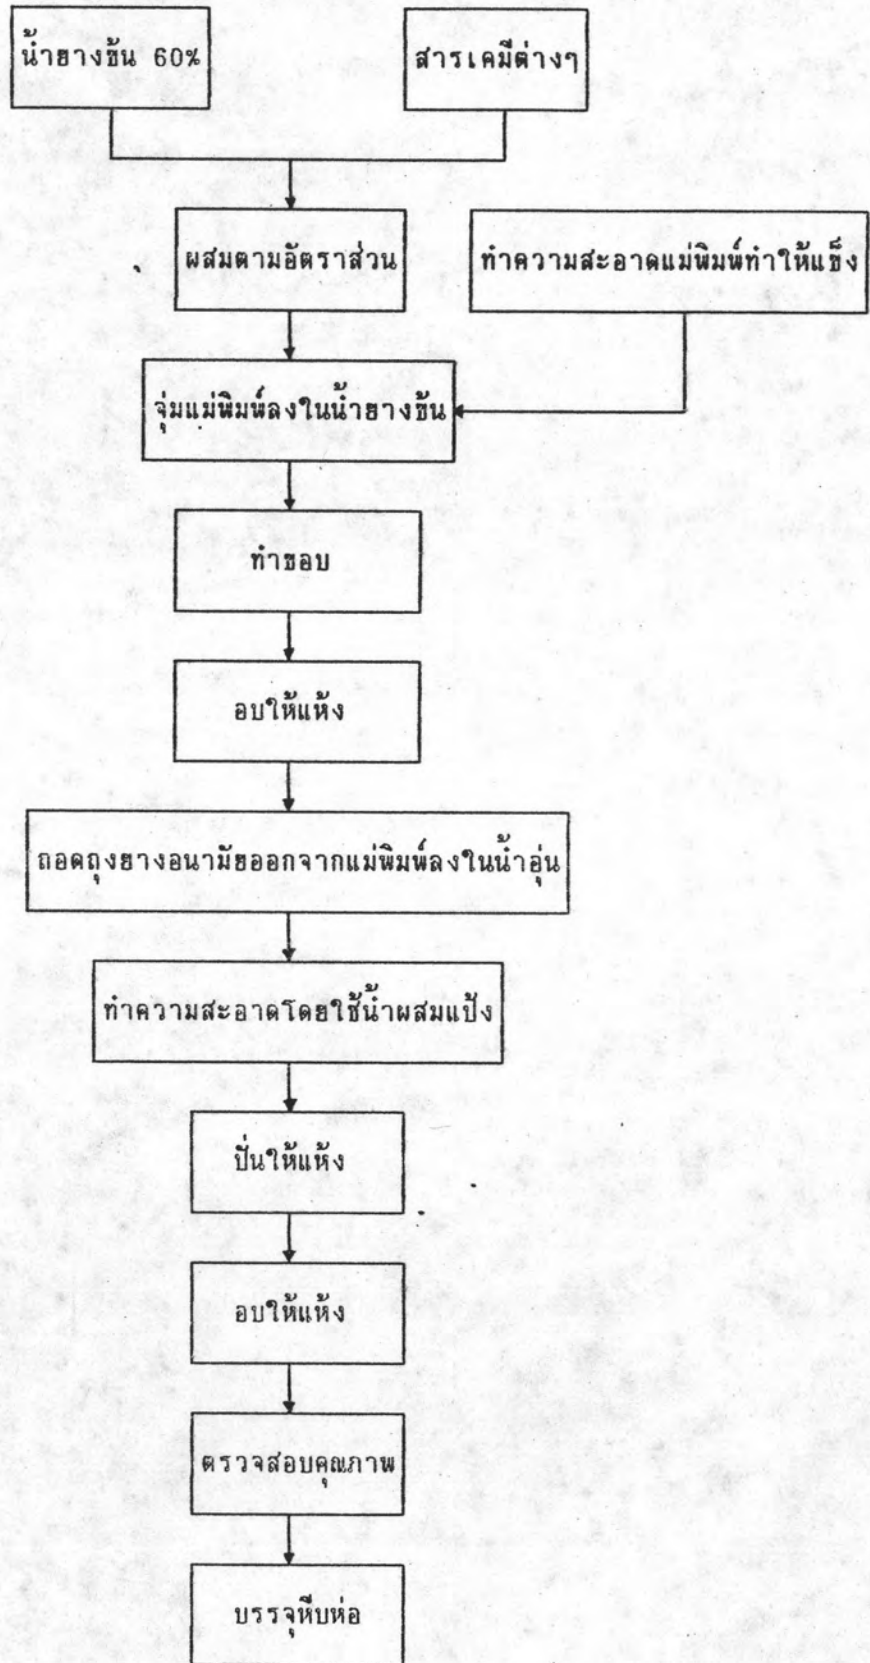 น้ำยางข้น 60%
สารเคมีต่างๆ
ผสมตามอัตราส่วน
ทำความสะอาดแม่พิมพ์ทำให้แข็ง
จุ่มแม่พิมพ์ลงในน้ำยางข้น
ทำขอบ
อบให้แห้ง
ถอดถุงยางอนามัยออกจากแม่พิมพ์ลงในน้ำอุ่น
ทำความสะอาดโดยใช้น้ำผสมแป้ง
ปั่นให้แห้ง
อบให้แห้ง
ตรวจสอบคุณภาพ
บรรจุหีบห่อ